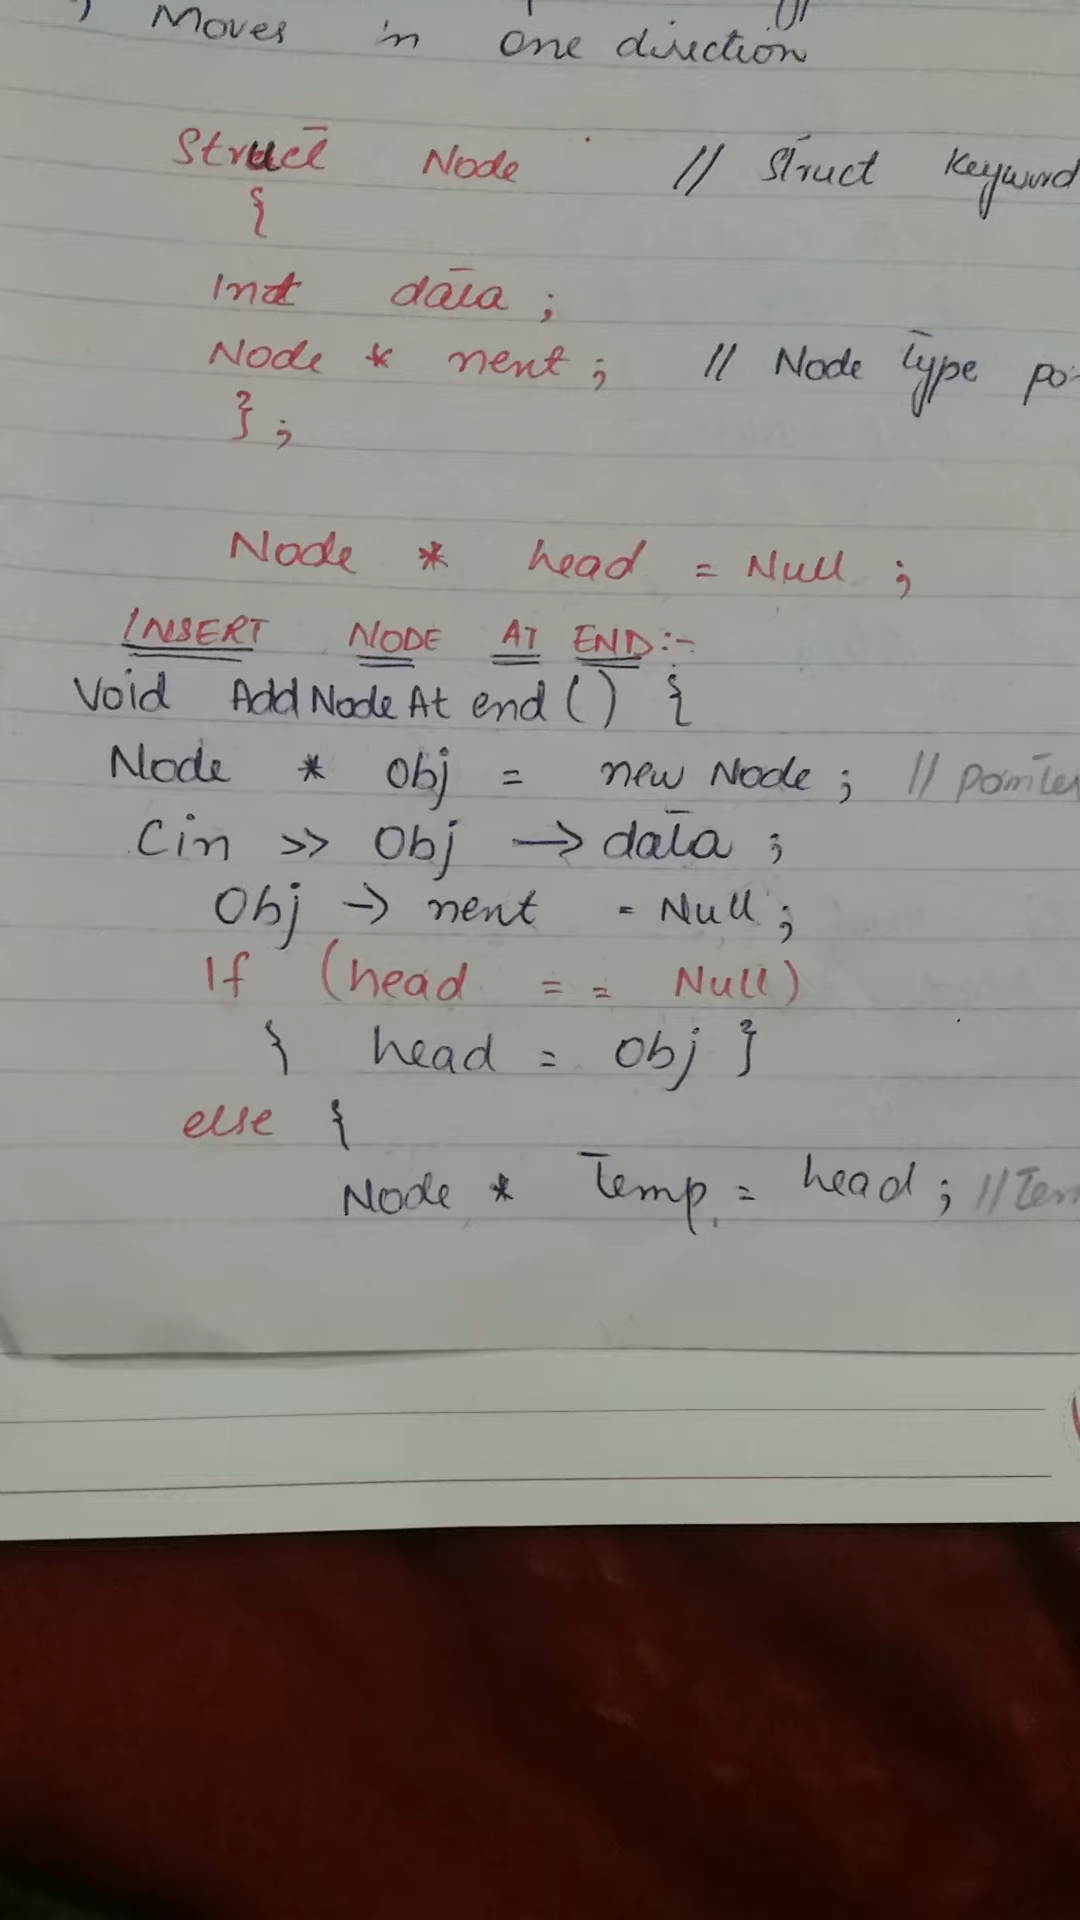 Moves in one direction
Struct Node // Struct Keyword
{
Int data ;
Node * next ; // Node Type
} ;
Node * head = Null ;
INSERT NODE AT END :-
Void AddNodeAtend ( ) {
Node * Obj = new Node ; // pointer
Cin >> Obj → data ;
Obj → next = Null ;
If (head == Null)
{ head = Obj }
else {
Node * Temp = head ; //